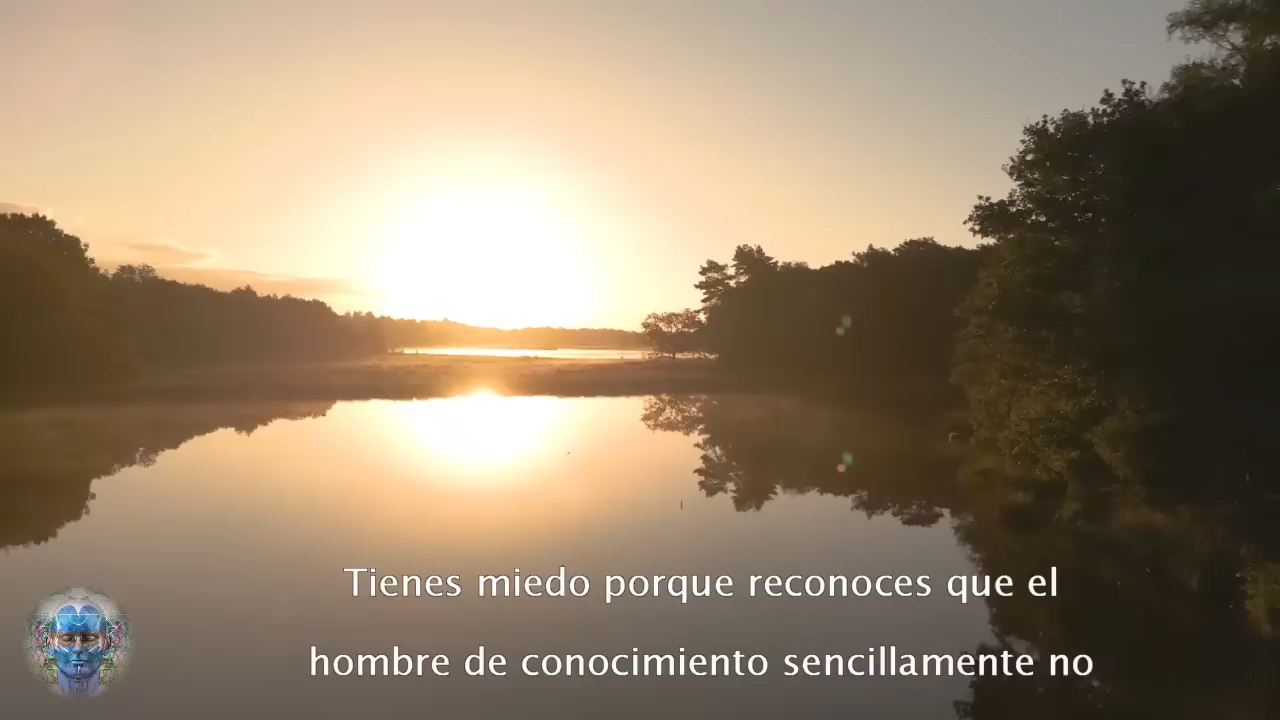 Tienes miedo porque reconoces que el
hombre de conocimiento sencillamente no